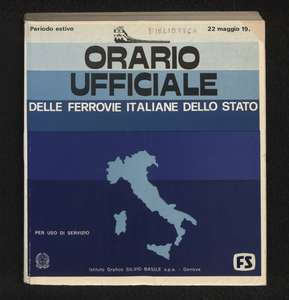 Periodo estivo
BIBLIOTECA
22 maggio 19.
ORARIO
UFFICIALE
DELLE FERROVIE ITALIANE DELLO STATO
PER USO DI SERVIZIO
FS
Istituto Grafico SILVIO BASILE s.p.a. - Genova